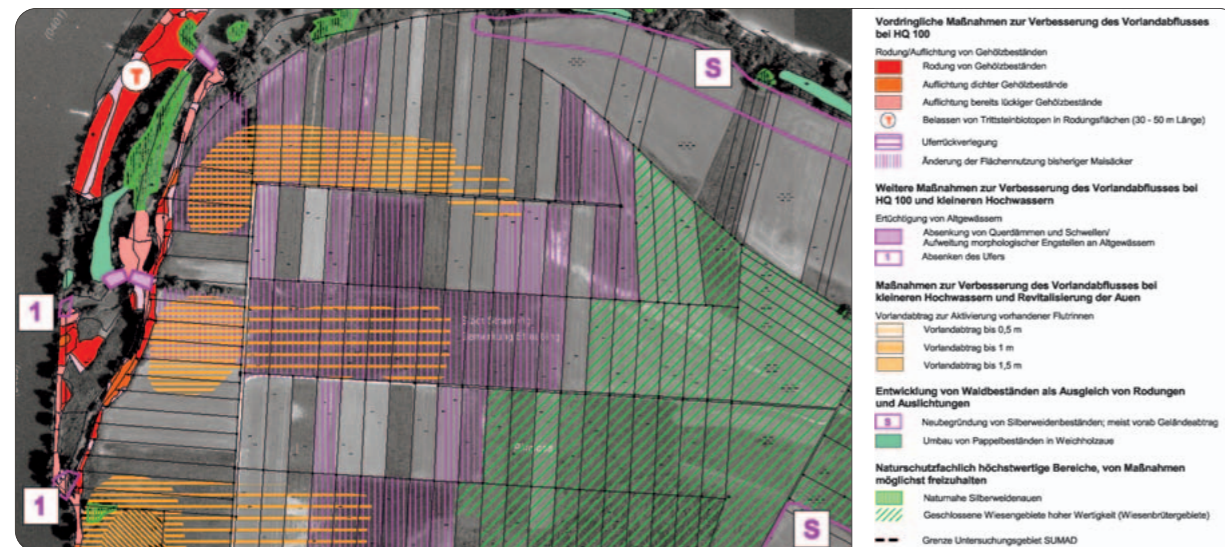 T
S
1
1
S
Vordringliche Maßnahmen zur Verbesserung des Vorlandabflusses
bei HQ 100
Rodung/Auflichtung von Gehölzbeständen
Rodung von Gehölzbeständen
Auflichtung dichter Gehölzbestände
Auflichtung bereits lückiger Gehölzbestände
T Belassen von Trittsteinbiotopen in Rodungsflächen (30 - 50 m Länge)
Uferrückverlegung
Änderung der Flächennutzung bisheriger Maisäcker
Weitere Maßnahmen zur Verbesserung des Vorlandabflusses bei
HQ 100 und kleineren Hochwassern
Ertüchtigung von Altgewässern
Absenkung von Querdämmen und Schwellen/
Aufweitung morphologischer Engstellen an Altgewässern
1 Absenken des Ufers
Maßnahmen zur Verbesserung des Vorlandabflusses bei
kleineren Hochwassern und Revitalisierung der Auen
Vorlandabtrag zur Aktivierung vorhandener Flutrinnen
Vorlandabtrag bis 0,5 m
Vorlandabtrag bis 1 m
Vorlandabtrag bis 1,5 m
Entwicklung von Waldbeständen als Ausgleich von Rodungen
und Auslichtungen
S Neubegründung von Silberweidenbeständen; meist vorab Geländeabtrag
Umbau von Pappelbeständen in Weichholzaue
Naturschutzfachlich höchstwertige Bereiche, von Maßnahmen
möglichst freizuhalten
Naturnahe Silberweidenauen
Geschlossene Wiesengebiete hoher Wertigkeit (Wiesenbrütergebiete)
Grenze Untersuchungsgebiet SUMAD